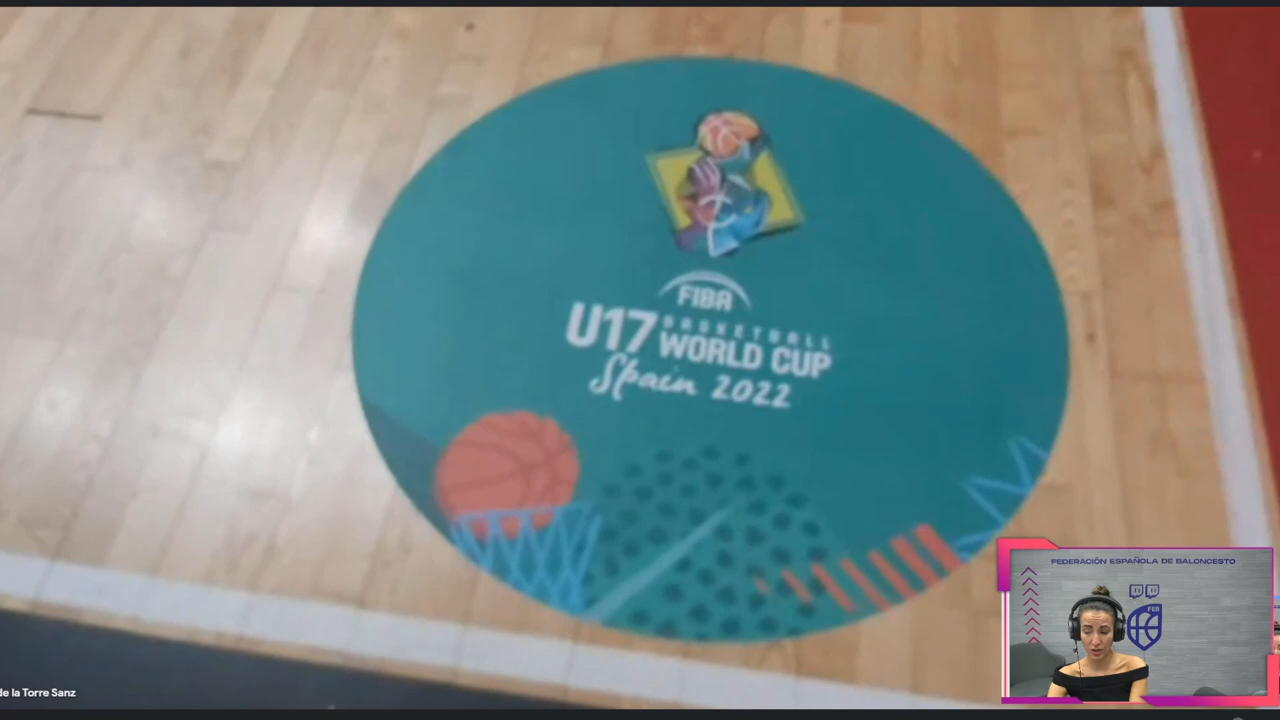 FIBA
U17 BASKETBALL
WORLD CUP
Spain 2022
FEDERACIÓN ESPAÑOLA DE BALONCESTO
FEB
de la Torre Sanz